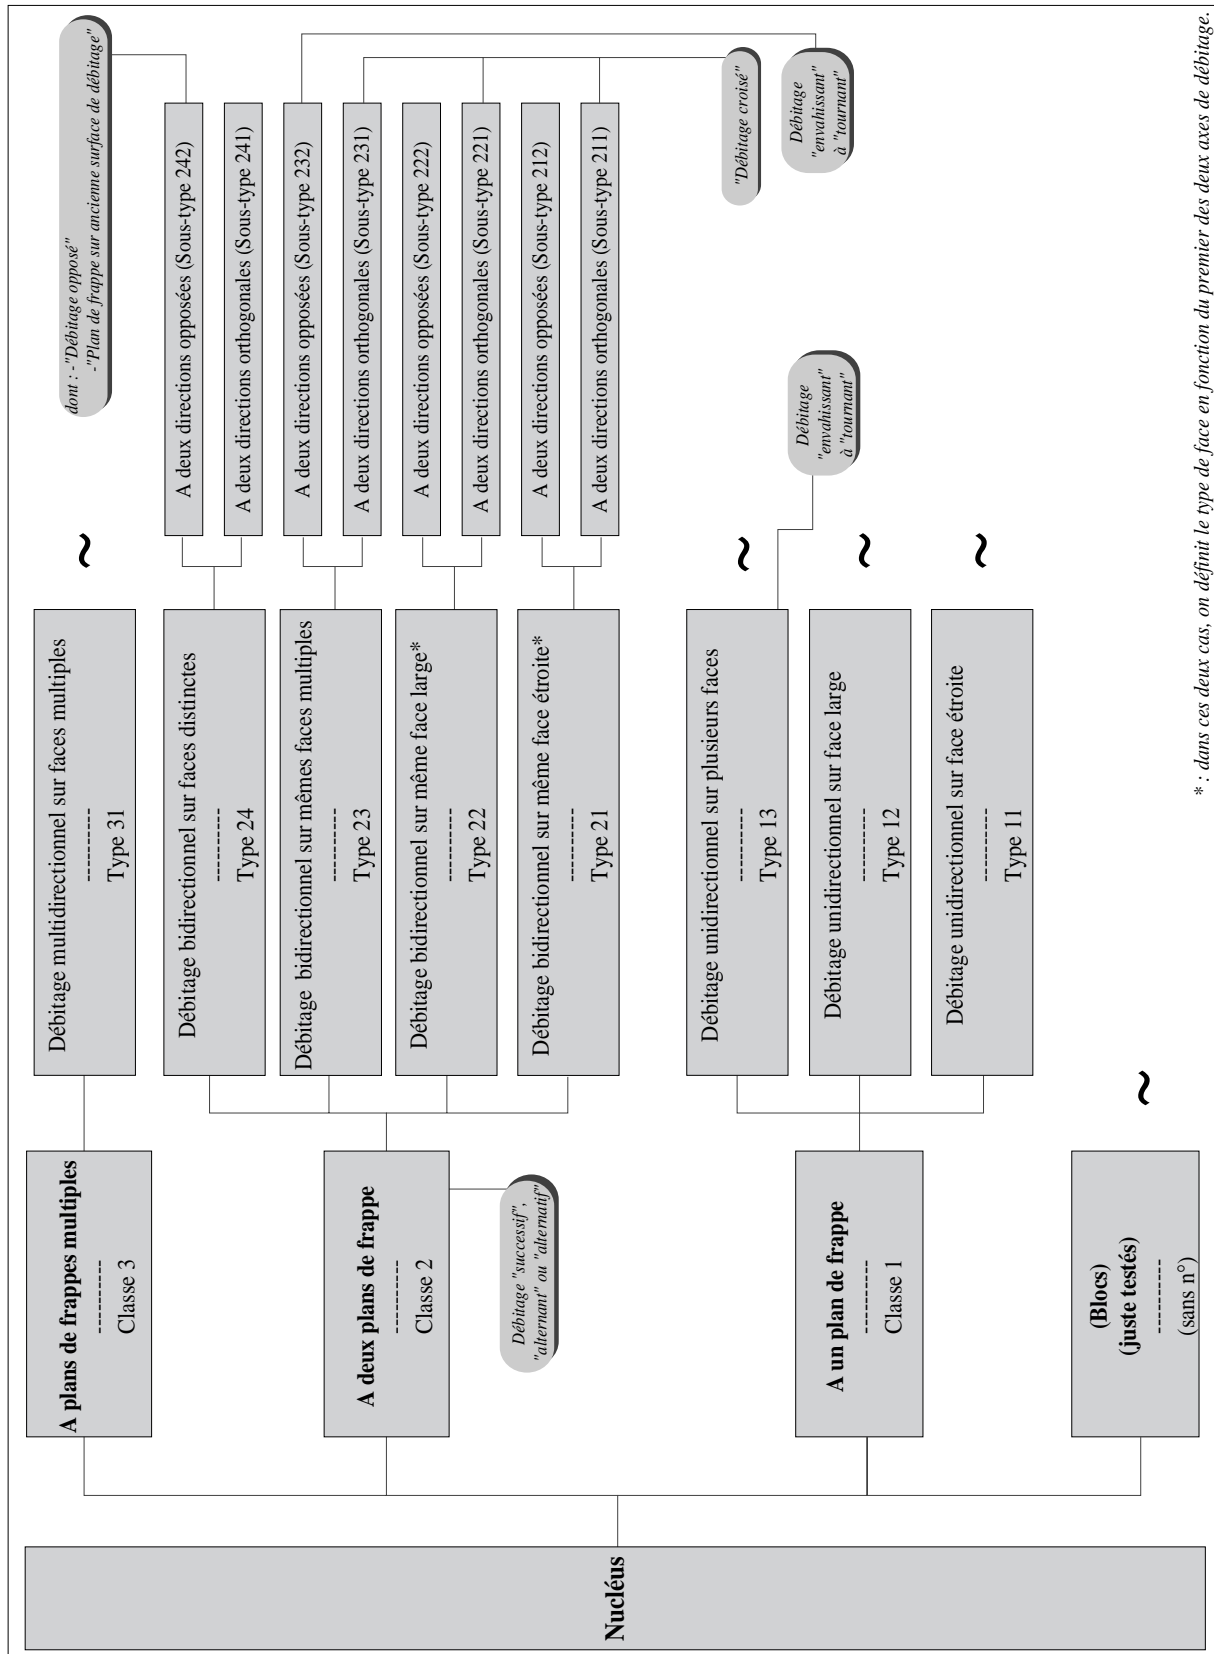 Nucléus
A plans de frappes multiples
----------
Classe 3
A deux plans de frappe
----------
Classe 2
Débitage "successif",
"alternant" ou "alternatif"
A un plan de frappe
----------
Classe 1
(Blocs)
(juste testés)
----------
(sans n°)
~
Débitage multidirectionnel sur faces multiples
----------
Type 31
~
Débitage bidirectionnel sur faces distinctes
----------
Type 24
Débitage bidirectionnel sur mêmes faces multiples
----------
Type 23
Débitage bidirectionnel sur même face large*
----------
Type 22
Débitage bidirectionnel sur même face étroite*
----------
Type 21
Débitage unidirectionnel sur plusieurs faces
----------
Type 13
~
Débitage unidirectionnel sur face large
----------
Type 12
~
Débitage unidirectionnel sur face étroite
----------
Type 11
~
dont : -"Débitage opposé"
-"Plan de frappe sur ancienne surface de débitage"
A deux directions opposées (Sous-type 242)
A deux directions orthogonales (Sous-type 241)
A deux directions opposées (Sous-type 232)
A deux directions orthogonales (Sous-type 231)
A deux directions opposées (Sous-type 222)
A deux directions orthogonales (Sous-type 221)
A deux directions opposées (Sous-type 212)
A deux directions orthogonales (Sous-type 211)
"Débitage croisé"
Débitage
"envahissant"
à "tournant"
Débitage
"envahissant"
à "tournant"
* : dans ces deux cas, on définit le type de face en fonction du premier des deux axes de débitage.